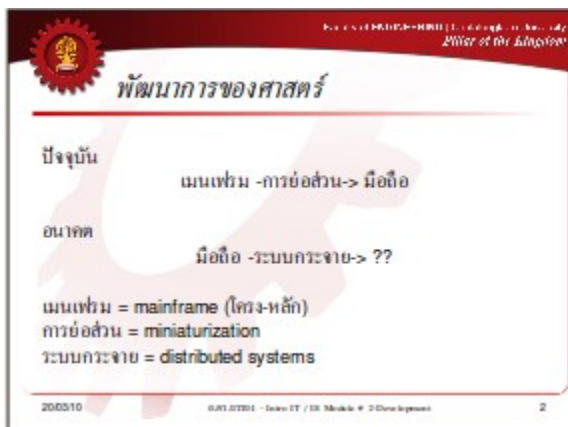 Pillar of the Kingdom
พัฒนาการของศาสตร์
ปัจจุบัน
เมนเฟรม -การย่อส่วน-> มือถือ
อนาคต
มือถือ -ระบบกระจาย-> ??
เมนเฟรม = mainframe (โครง-หลัก)
การย่อส่วน = miniaturization
ระบบกระจาย = distributed systems
20/03/10
2